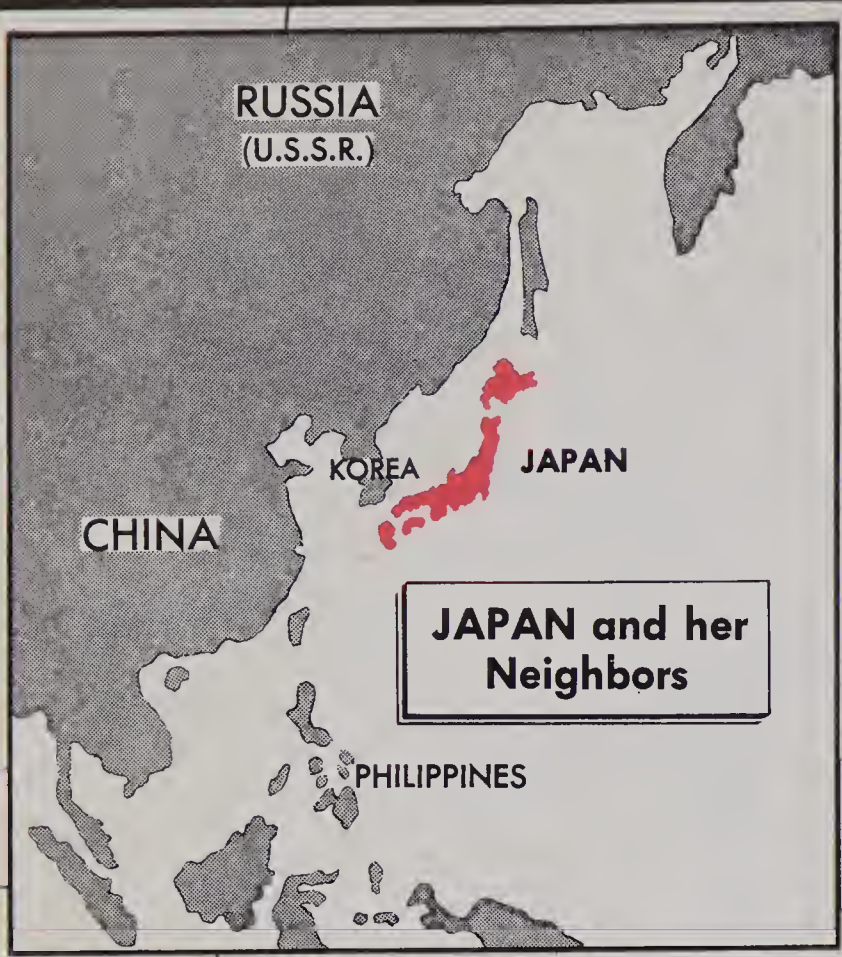 RUSSIA
(U.S.S.R.)
KOREA
JAPAN
CHINA
JAPAN and her
Neighbors
PHILIPPINES